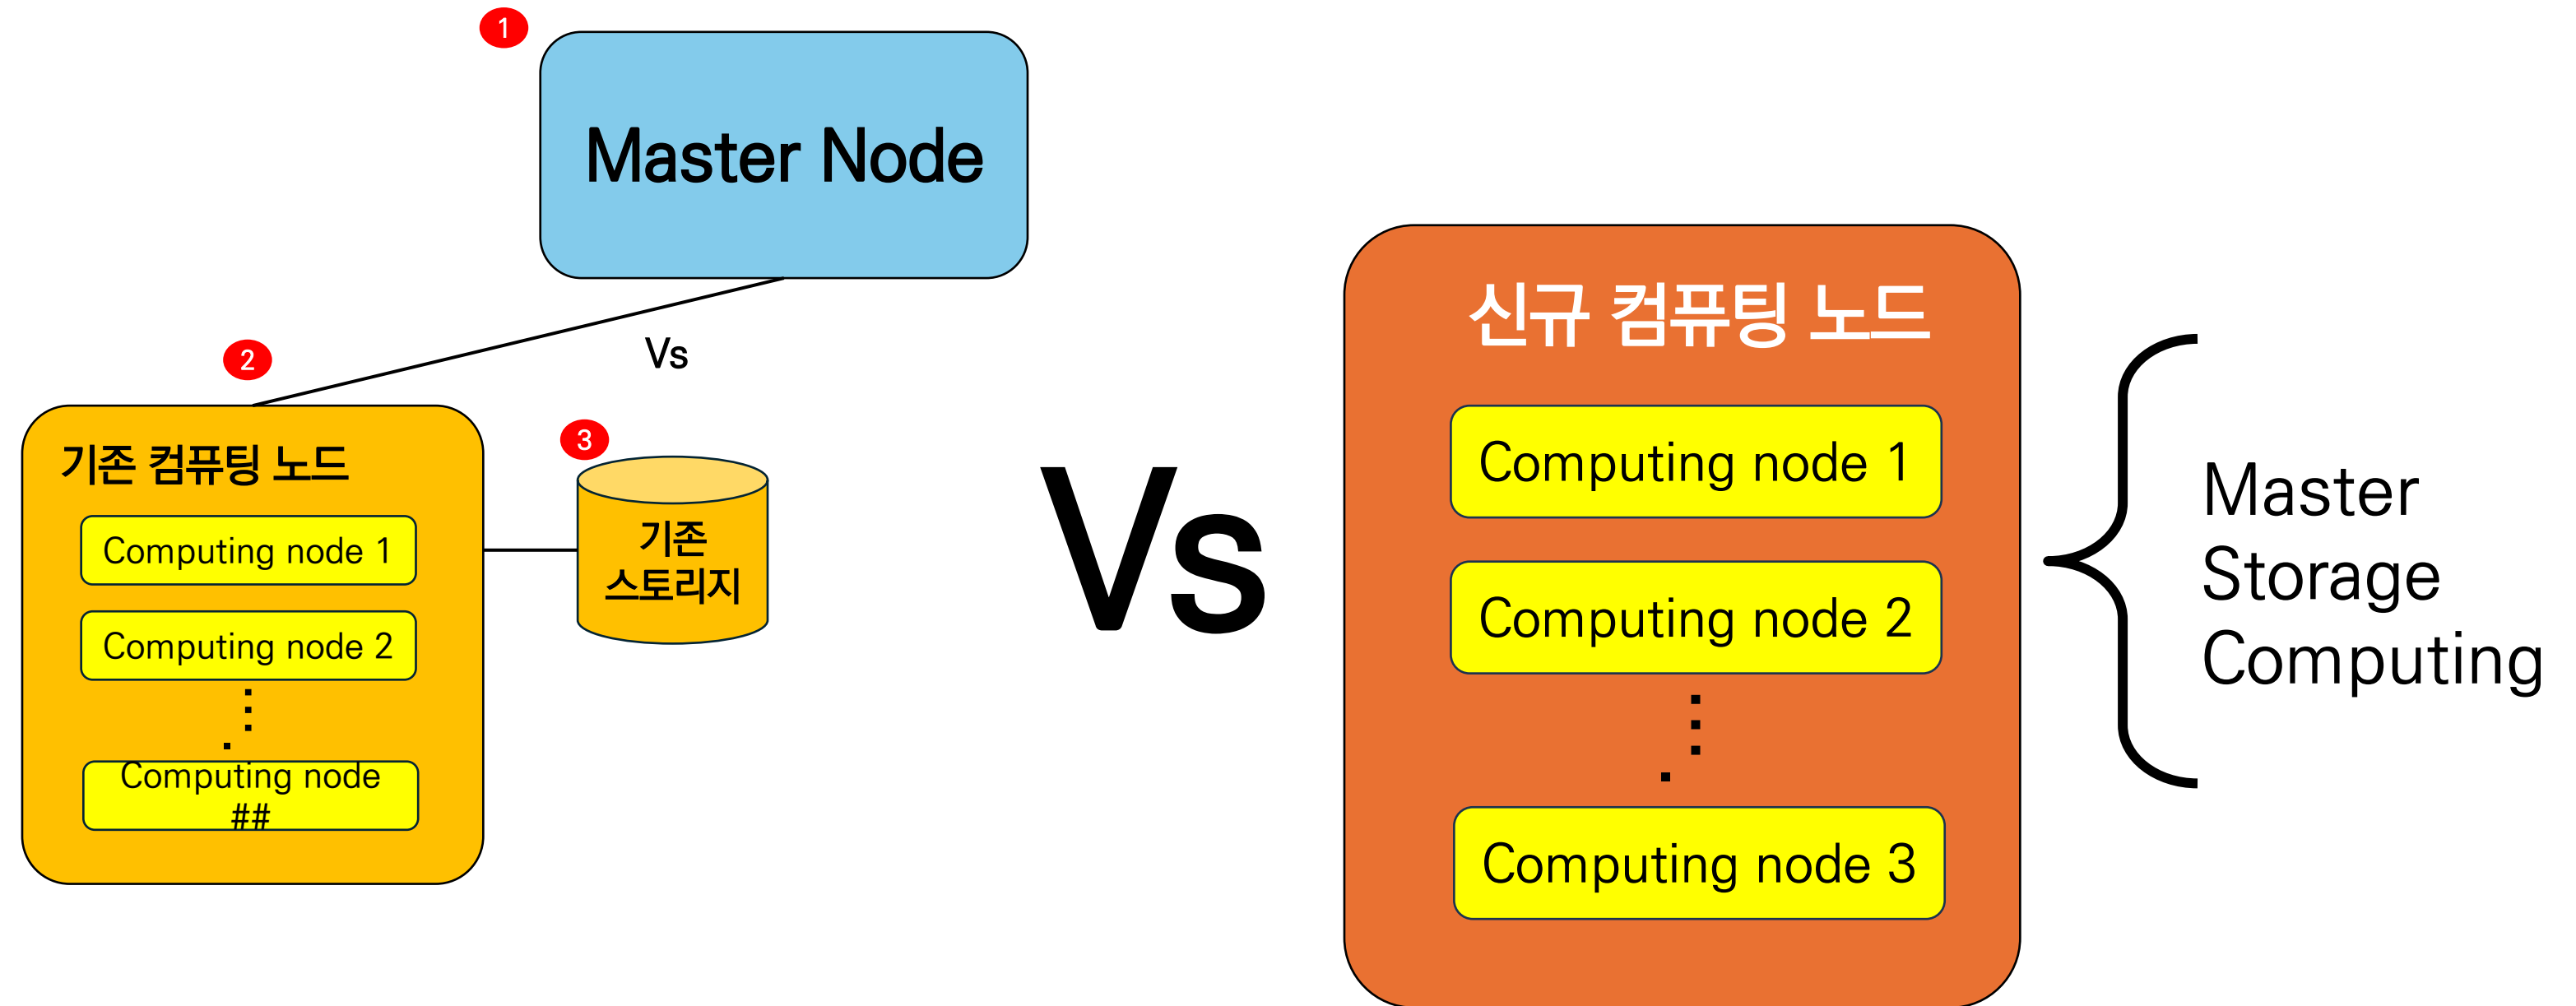 1
Master Node
Vs
2
기존 컴퓨팅 노드
Computing node 1
Computing node 2
Computing node
##
3
기존
스토리지
Vs
신규 컴퓨팅 노드
Computing node 1
Computing node 2
Computing node 3
Master
Storage
Computing